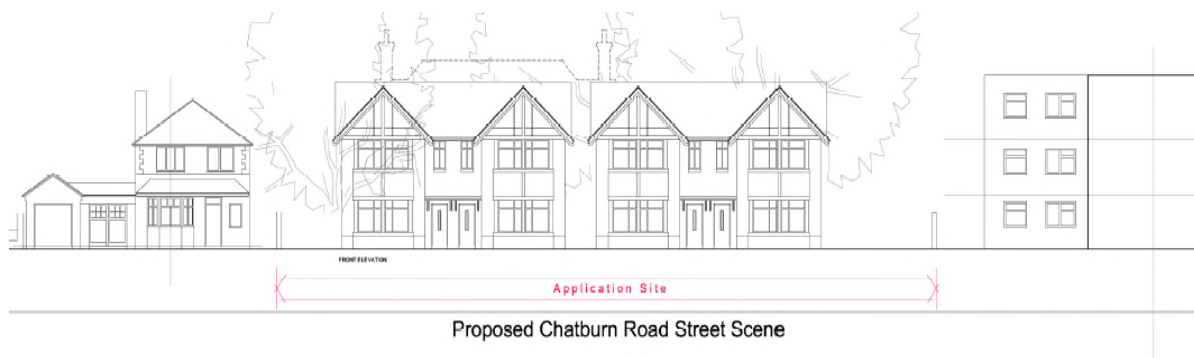 FRONT ELEVATION
Application Site
Proposed Chatburn Road Street Scene